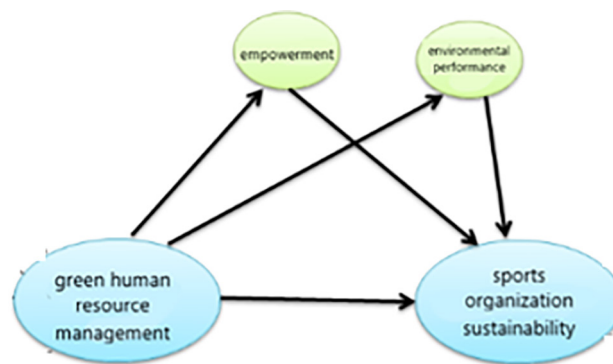 empowerment
environmental
performance
green human
resource
management
sports
organization
sustainability